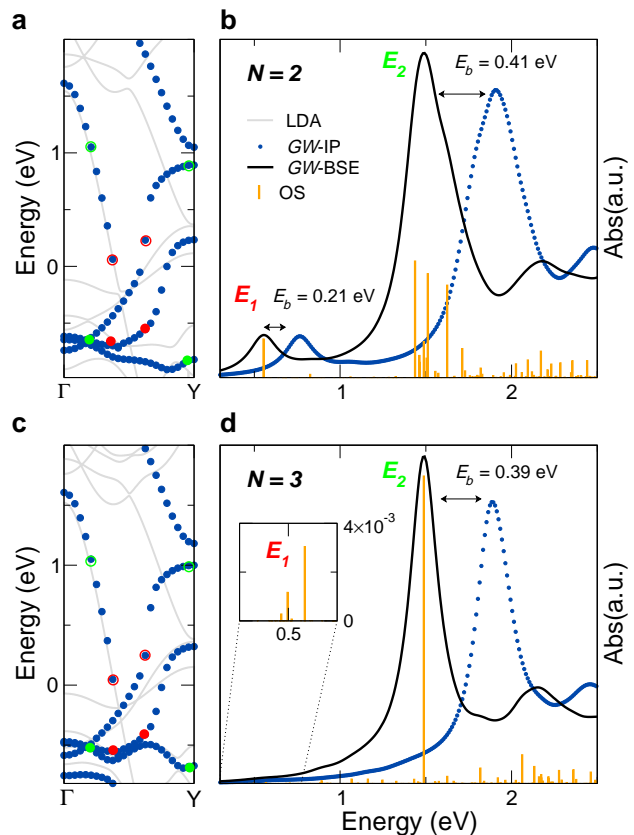 a
b
1
0
Energy (eV)
Γ
Y
N=2
E2
Eb = 0.41 eV
LDA
GW-IP
GW-BSE
OS
E1
Eb = 0.21 eV
1
2
Abs(a.u.)
c
d
1
0
Energy (eV)
Γ
Y
N=3
E2
Eb = 0.39 eV
4×10-3
E1
0
0.5
1
2
Energy (eV)
Abs(a.u.)